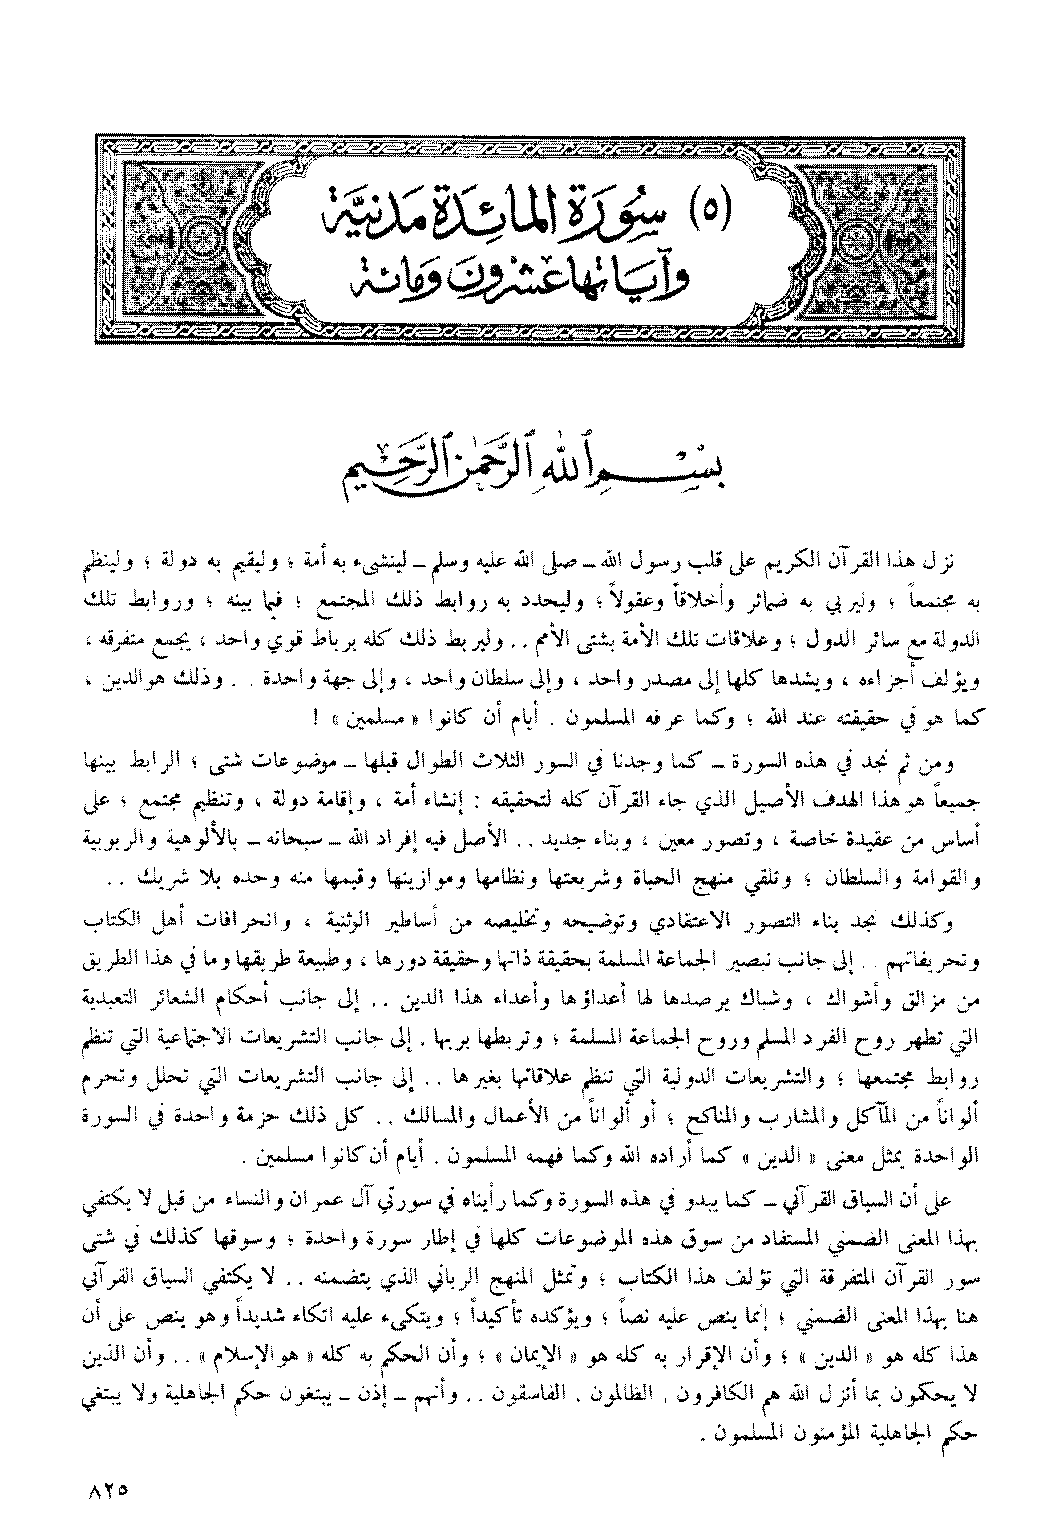 (٥) سُورَة المَائِدَة مَدَنيَّة
وَآيَاتهَا عشْرُونَ وَمائة
بِسْمِ ٱللَّهِ ٱلرَّحْمَٰنِ ٱلرَّحِيمِ
نزل هذا القرآن الكريم على قلب رسول الله ــ صلى الله عليه وسلم ــ لينشىء به أمة ؛ وليقيم به دولة ؛ ولينظم
به مجتمعاً ؛ وليربي به ضمائر وأخلاقاً وعقولاً ؛ وليحدد به روابط ذلك المجتمع ؛ فيما بينه ؛ وروابط تلك
الدولة مع سائر الدول ؛ وعلاقات تلك الأمة بشتى الأمم .. وليربط ذلك كله برباط قوي واحد ، يجمع متفرقه ،
ويؤلف أجزاءه ، ويشدها كلها إلى مصدر واحد ، وإلى سلطان واحد ، وإلى جهة واحدة .. وذلك هو الدين ،
كما هو في حقيقته عند الله ؛ وكما عرفه المسلمون . أيام أن كانوا « مسلمين » !
ومن ثم نجد في هذه السورة ــ كما وجدنا في السور الثلاث الطوال قبلها ــ موضوعات شتى ؛ الرابط بينها
جميعاً هو هذا الهدف الأصيل الذي جاء القرآن كله لتحقيقه : إنشاء أمة ، وإقامة دولة ، وتنظيم مجتمع ؛ على
أساس من عقيدة خاصة ، وتصور معين ، وبناء جديد .. الأصل فيه إفراد الله ــ سبحانه ــ بالألوهية والربوبية
والقوامة والسلطان ؛ وتلقي منهج الحياة وشريعتها ونظامها وموازينها وقيمها منه وحده بلا شريك ..
وكذلك نجد بناء التصور الاعتقادي وتوضيحه وتخليصه من أساطير الوثنية ، وانحرافات أهل الكتاب
وتحريفاتهم .. إلى جانب تبصير الجماعة المسلمة بحقيقة ذاتها وحقيقة دورها ، وطبيعة طريقها وما في هذا الطريق
من مزالق وأشواك ، وشباك يرصدها لها أعداؤها وأعداء هذا الدين .. إلى جانب أحكام الشعائر التعبدية
التي تطهر روح الفرد المسلم وروح الجماعة المسلمة ؛ وتربطها بربها . إلى جانب التشريعات الاجتماعية التي تنظم
روابط مجتمعها ؛ والتشريعات الدولية التي تنظم علاقاتها بغيرها .. إلى جانب التشريعات التي تحلل وتحرم
ألواناً من المآكل والمشارب والمناكح ؛ أو ألواناً من الأعمال والمسالك .. كل ذلك حزمة واحدة في السورة
الواحدة يمثل معنى « الدين » كما أراده الله وكما فهمه المسلمون . أيام أن كانوا مسلمين .
على أن السياق القرآني ــ كما يبدو في هذه السورة وكما رأيناه في سورتي آل عمران والنساء من قبل لا يكتفي
بهذا المعنى الضمني المستفاد من سوق هذه الموضوعات كلها في إطار سورة واحدة ؛ وسوقها كذلك في شتى
سور القرآن المتفرقة التي تؤلف هذا الكتاب ؛ وتمثل المنهج الرباني الذي يتضمنه .. لا يكتفي السياق القرآني
هنا بهذا المعنى الضمني ؛ إنما ينص عليه نصاً ؛ ويؤكده تأكيداً ؛ ويتكىء عليه اتكاء شديداً وهو ينص على أن
هذا كله هو « الدين » ؛ وأن الإقرار به كله هو « الإيمان » ؛ وأن الحكم به كله « هو الإسلام » .. وأن الذين
لا يحكمون بما أنزل الله هم الكافرون . الظالمون . الفاسقون .. وأنهم ــ إذن ــ يبتغون حكم الجاهلية ولا يبتغي
حكم الجاهلية المؤمنون المسلمون .
٨٢٥